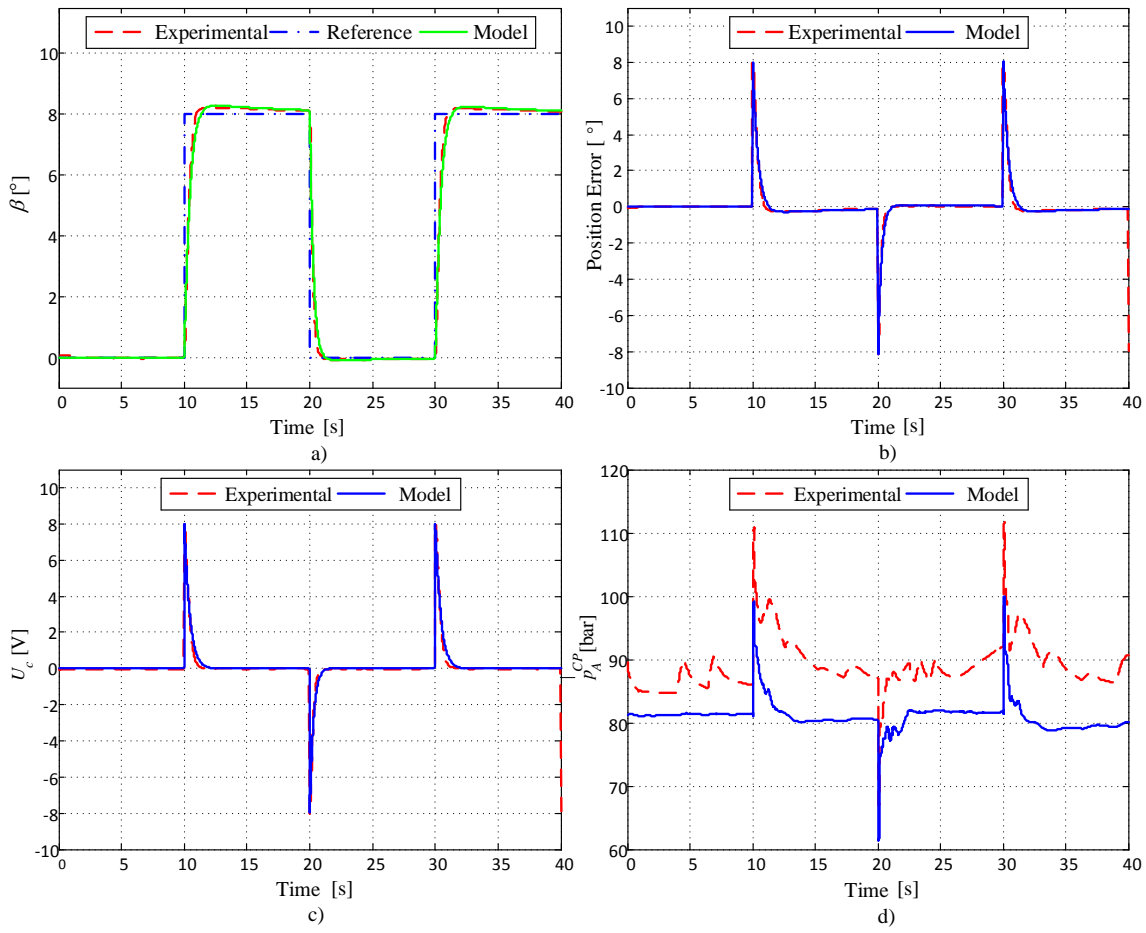 Experimental Reference Model
10
8
6
4
2
0
β [°]
0 5 10 15 20 25 30 35 40
Time [s]
a)
Experimental Model
10
8
6
4
2
0
-2
-4
-6
-8
-10
Position Error [ °]
0 5 10 15 20 25 30 35 40
Time [s]
b)
Experimental Model
10
8
6
4
2
0
-2
-4
-6
-8
-10
U_c [V]
0 5 10 15 20 25 30 35 40
Time [s]
c)
Experimental Model
120
110
100
90
80
70
60
p_A^CP [bar]
0 5 10 15 20 25 30 35 40
Time [s]
d)